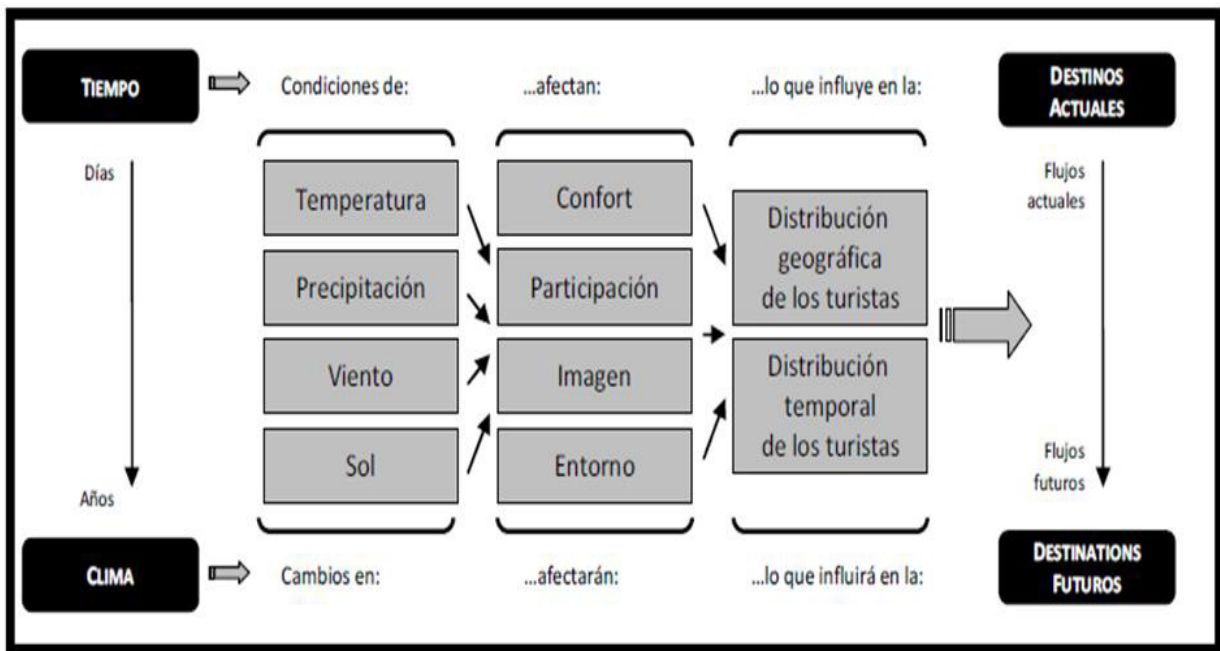 TIEMPO
Condiciones de:
...afectan:
...lo que influye en la:
DESTINOS
ACTUALES
Días
Años
Temperatura
Precipitación
Viento
Sol
Confort
Participación
Imagen
Entorno
Distribución
geográfica
de los turistas
Distribución
temporal
de los turistas
Flujos
actuales
Flujos
futuros
CLIMA
Cambios en:
...afectarán:
...lo que influirá en la:
DESTINATIONS
FUTUROS